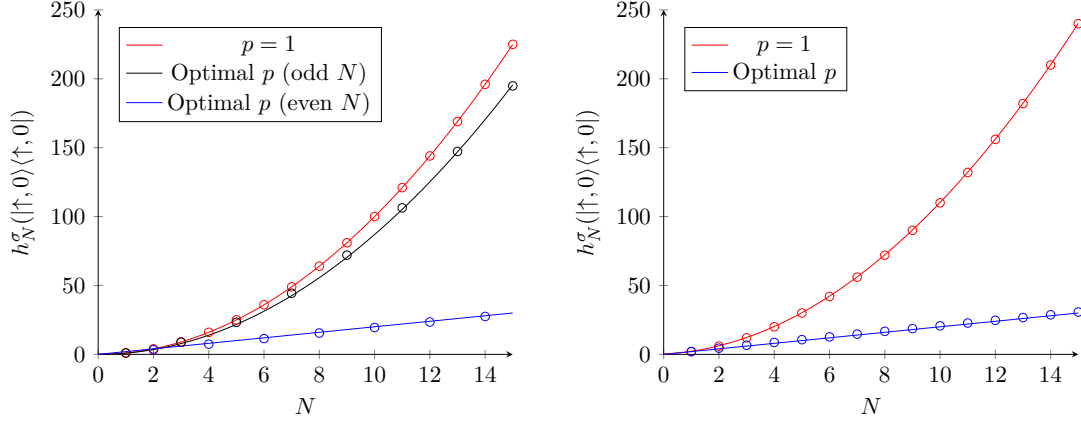 250
200
150
100
50
0
0 2 4 6 8 10 12 14
N
h_N^σ(|↑, 0⟩⟨↑, 0|)
p = 1
Optimal p (odd N)
Optimal p (even N)
250
200
150
100
50
0
0 2 4 6 8 10 12 14
N
h_N^σ(|↑, 0⟩⟨↑, 0|)
p = 1
Optimal p